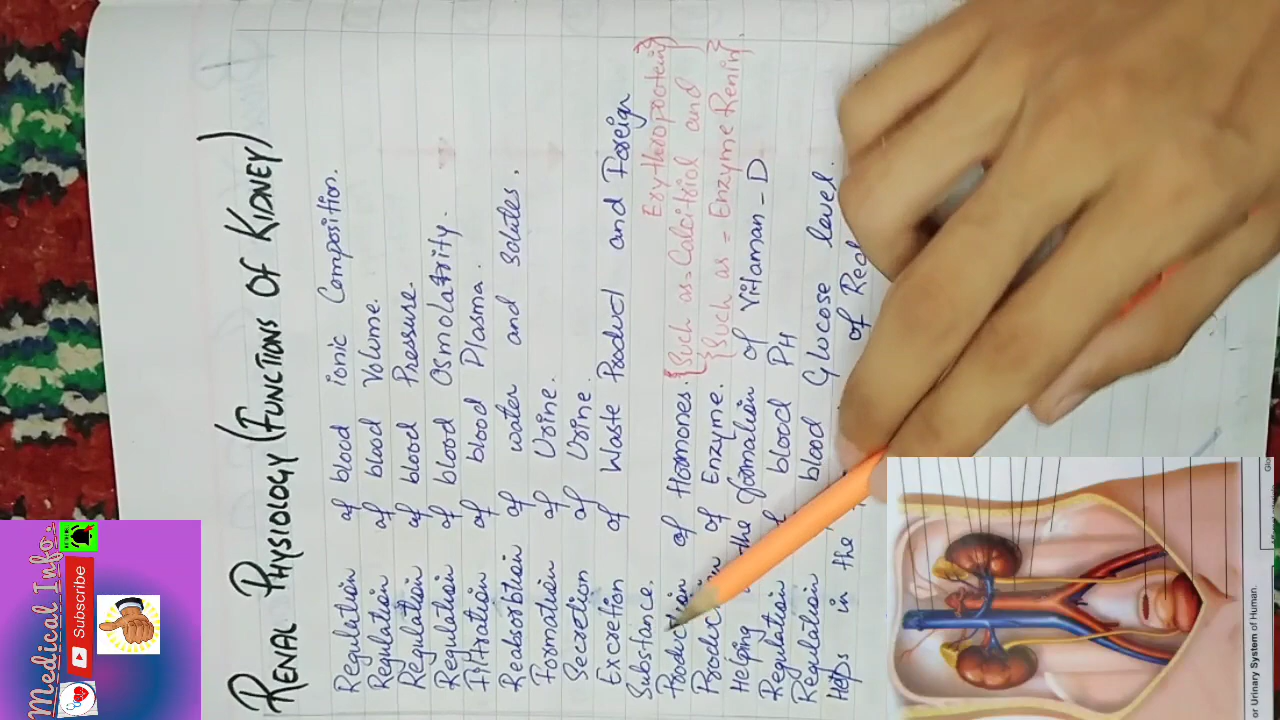 RENAL PHYSIOLOGY (FUNCTIONS OF KIDNEY)
Regulation of blood ionic Composition.
Regulation of blood Volume.
Regulation of blood Pressure.
Regulation of blood Osmolatrity.
Filtration of blood Plasma.
Reabsorbtion of water and Solutes.
Formation of Urine.
Secretion of Urine.
Excretion of Waste Product and Foreign
Substance.
Erytheropoctein)}
Production of Hormones. {Such as = Calcitriol and
of Enzyme. {Such as = Enzyme Renin}.
Helping the formation of Vitaman - D
Regulation blood PH
Regulation blood Glucose level.
Helps in the of Red
Medical Info.
Subscribe
or Urinary System of Human.